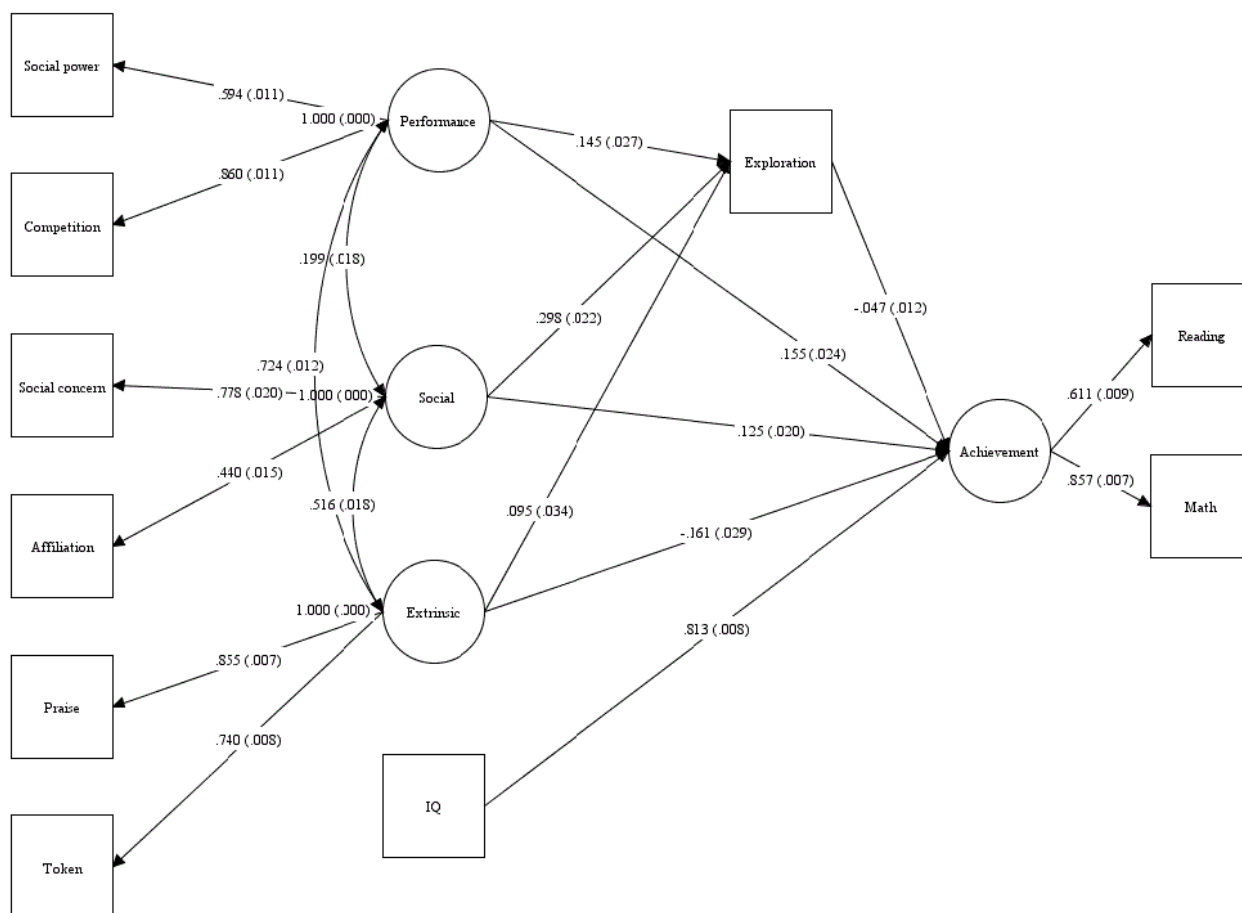 Social power
.594 (.011)
1.000 (.000)
Performance
.145 (.027)
Exploration
.860 (.011)
Competition
.199 (.018)
.298 (.022)
-.047 (.012)
Reading
.155 (.024)
.724 (.012)
Social concern
.778 (.020)
1.000 (.000)
Social
.611 (.009)
.125 (.020)
Achievement
.440 (.015)
.857 (.007)
Math
.516 (.018)
.095 (.034)
-.161 (.029)
Affiliation
1.000 (.000)
Extrinsic
.813 (.008)
.855 (.007)
Praise
.740 (.008)
IQ
Token